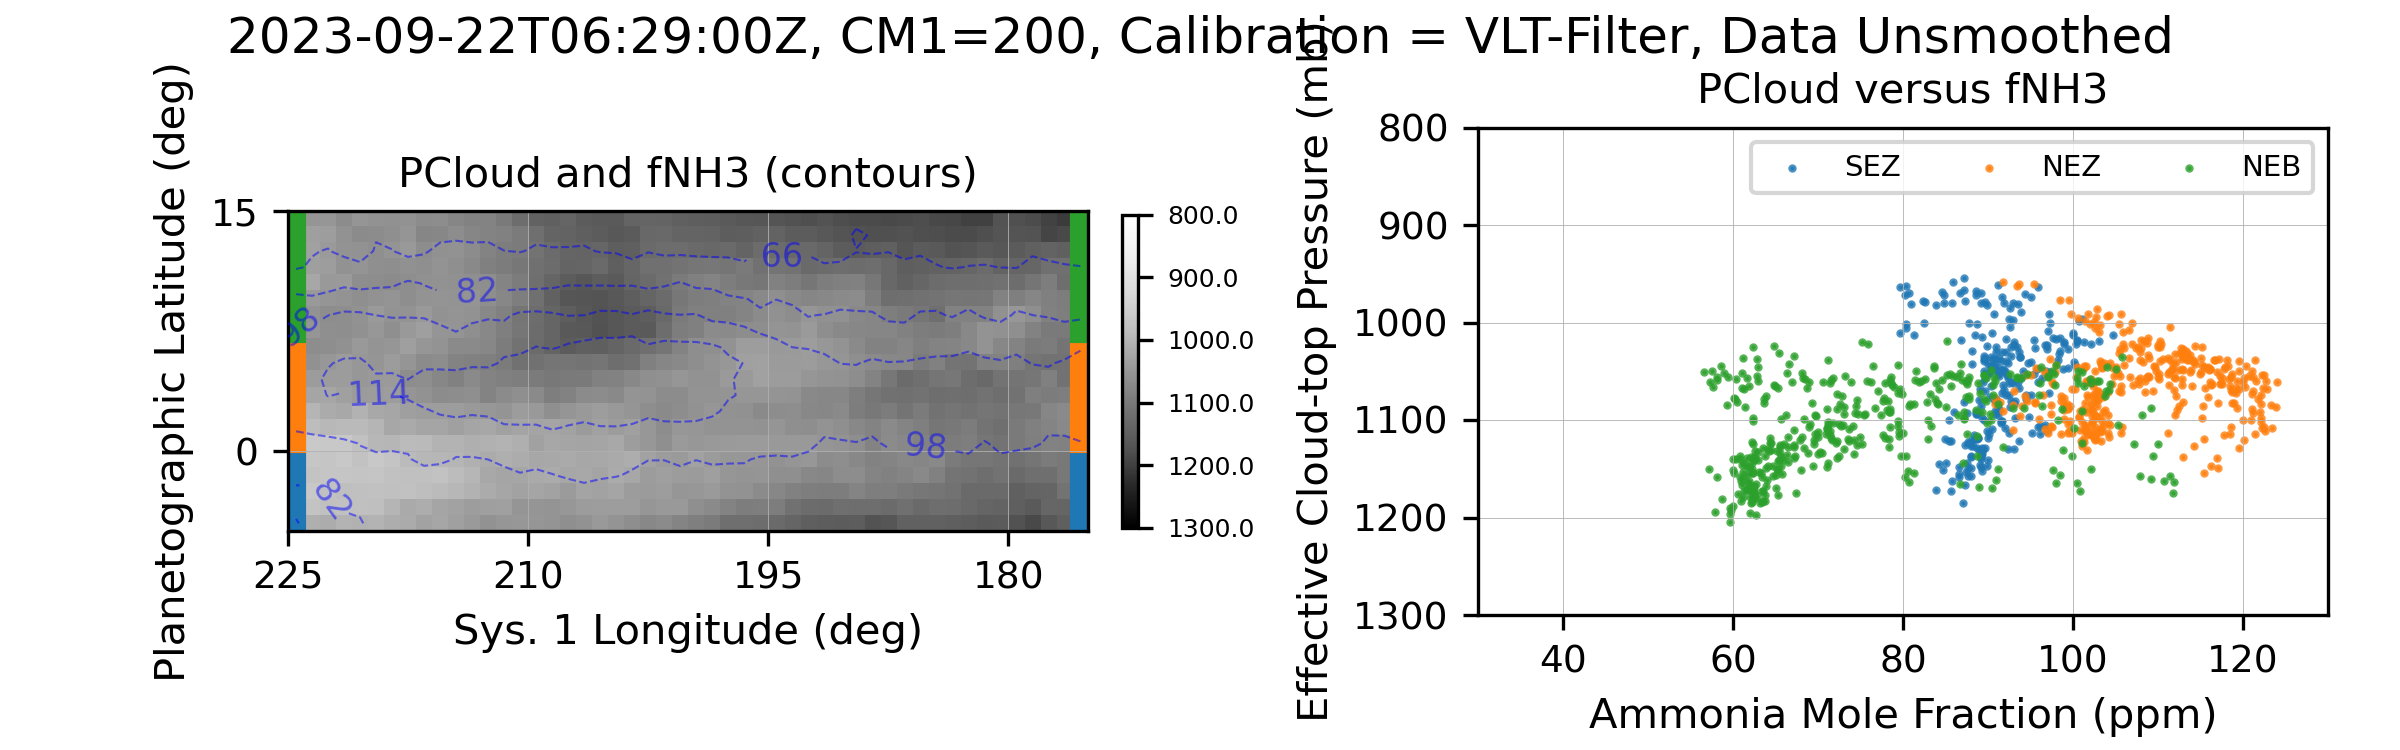 2023-09-22T06:29:00Z, CM1=200, Calibration = VLT-Filter, Data Unsmoothed
PCloud and fNH3 (contours)
Planetographic Latitude (deg)
15
0
66
82
98
114
98
82
225 210 195 180
Sys. 1 Longitude (deg)
800.0
900.0
1000.0
1100.0
1200.0
1300.0
PCloud versus fNH3
Effective Cloud-top Pressure (mb)
800
900
1000
1100
1200
1300
SEZ NEZ NEB
40 60 80 100 120
Ammonia Mole Fraction (ppm)